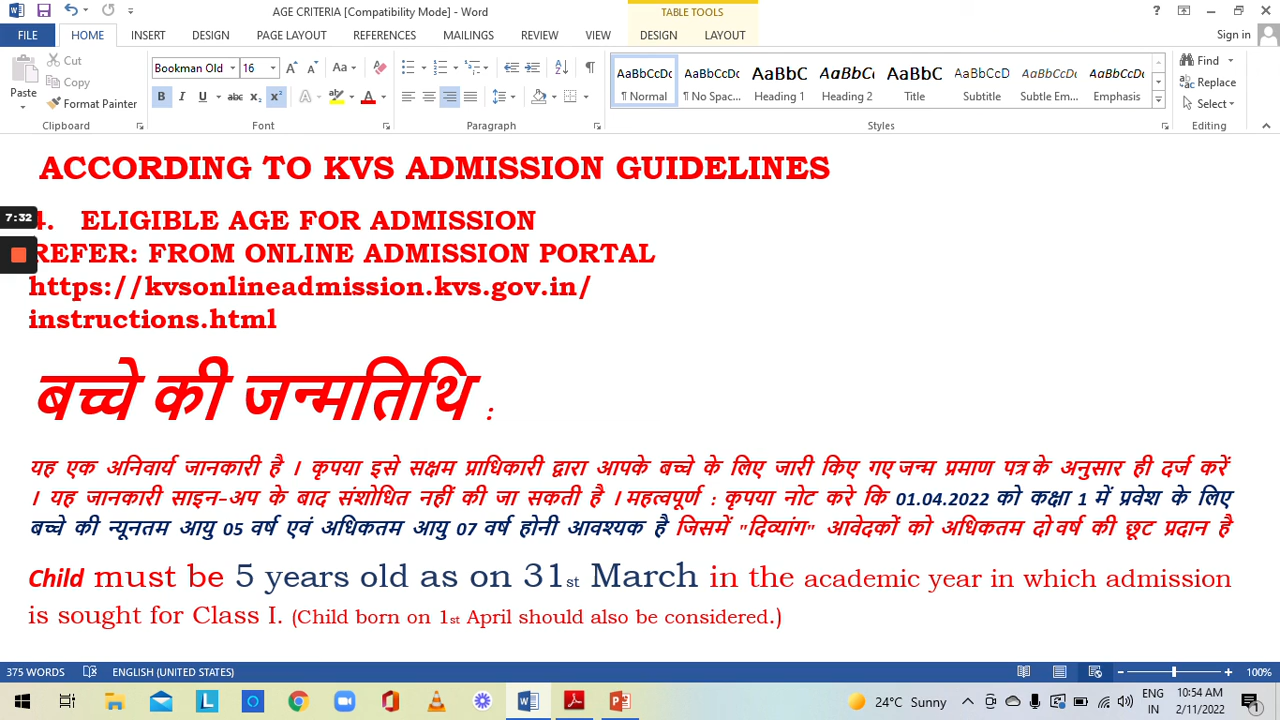 AGE CRITERIA [Compatibility Mode] - Word
TABLE TOOLS
?
FILE HOME INSERT DESIGN PAGE LAYOUT REFERENCES MAILINGS REVIEW VIEW DESIGN LAYOUT Sign in
Paste
Cut
Copy
Format Painter
Clipboard
Bookman Old 16
Aa
B I U abc x₂ x²
Font
Paragraph
AaBbCcDc AaBbCcDc AaBbC AaBbCc AaBbC AaBbCcD AaBbCcDc AaBbCcDc
¶ Normal ¶ No Spac... Heading 1 Heading 2 Title Subtitle Subtle Em... Emphasis
Styles
Find
Replace
Select
Editing
ACCORDING TO KVS ADMISSION GUIDELINES
7:32
4. ELIGIBLE AGE FOR ADMISSION
REFER: FROM ONLINE ADMISSION PORTAL
https://kvsonlineadmission.kvs.gov.in/
instructions.html
बच्चे की जन्मतिथि :
यह एक अनिवार्य जानकारी है । कृपया इसे सक्षम प्राधिकारी द्वारा आपके बच्चे के लिए जारी किए गए जन्म प्रमाण पत्र के अनुसार ही दर्ज करें
। यह जानकारी साइन-अप के बाद संशोधित नहीं की जा सकती है । महत्वपूर्ण : कृपया नोट करे कि 01.04.2022 को कक्षा 1 में प्रवेश के लिए
बच्चे की न्यूनतम आयु 05 वर्ष एवं अधिकतम आयु 07 वर्ष होनी आवश्यक है जिसमें "दिव्यांग" आवेदकों को अधिकतम दो वर्ष की छूट प्रदान है
Child must be 5 years old as on 31st March in the academic year in which admission
is sought for Class I. (Child born on 1st April should also be considered.)
375 WORDS ENGLISH (UNITED STATES) 100%
24°C Sunny
ENG
IN
10:54 AM
2/11/2022